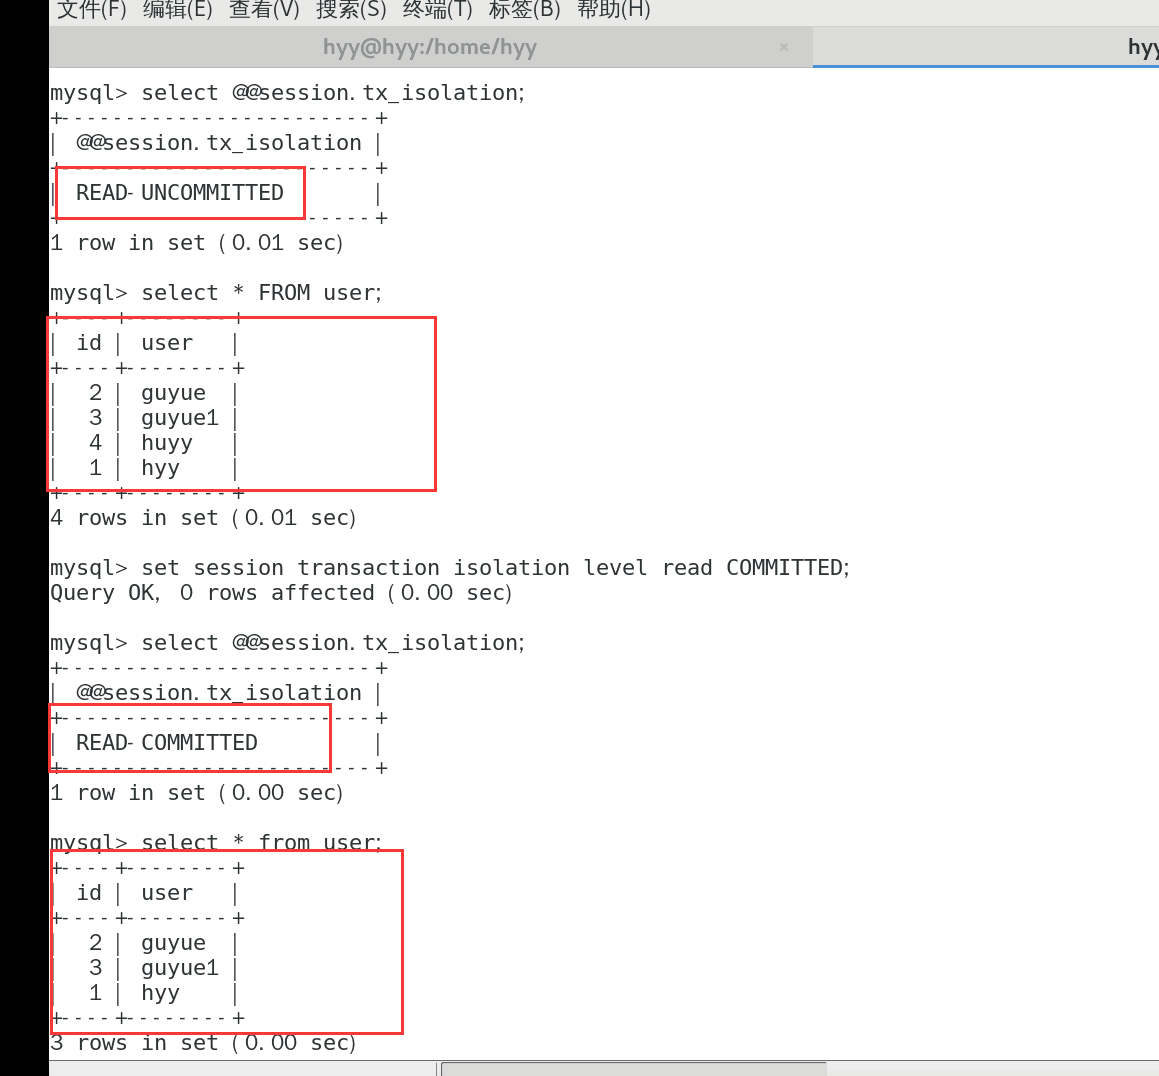 文件(F) 编辑(E) 查看(V) 搜索(S) 终端(T) 标签(B) 帮助(H)
hyy@hyy:/home/hyy × hyy
mysql> select @@session.tx_isolation;
+------------------------+
| @@session.tx_isolation |
+------------------------+
| READ-UNCOMMITTED       |
+------------------------+
1 row in set (0.01 sec)
mysql> select * FROM user;
+----+--------+
| id | user   |
+----+--------+
|  2 | guyue  |
|  3 | guyue1 |
|  4 | huyy   |
|  1 | hyy    |
+----+--------+
4 rows in set (0.01 sec)
mysql> set session transaction isolation level read COMMITTED;
Query OK, 0 rows affected (0.00 sec)
mysql> select @@session.tx_isolation;
+------------------------+
| @@session.tx_isolation |
+------------------------+
| READ-COMMITTED         |
+------------------------+
1 row in set (0.00 sec)
mysql> select * from user;
+----+--------+
| id | user   |
+----+--------+
|  2 | guyue  |
|  3 | guyue1 |
|  1 | hyy    |
+----+--------+
3 rows in set (0.00 sec)